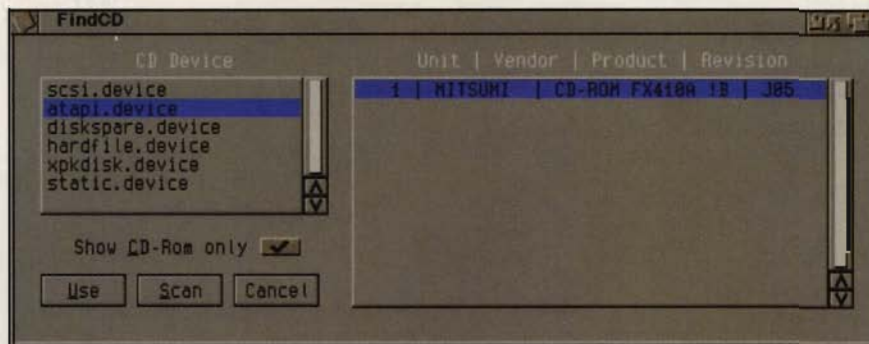 FindCD
CD Device
scsi.device
atapi.device
diskspare.device
hardfile.device
xpkdisk.device
static.device
Show CD-Rom only
Use
Scan
Cancel
Unit | Vendor | Product | Revision
1 | MITSUMI | CD-ROM FX410A !B | J05